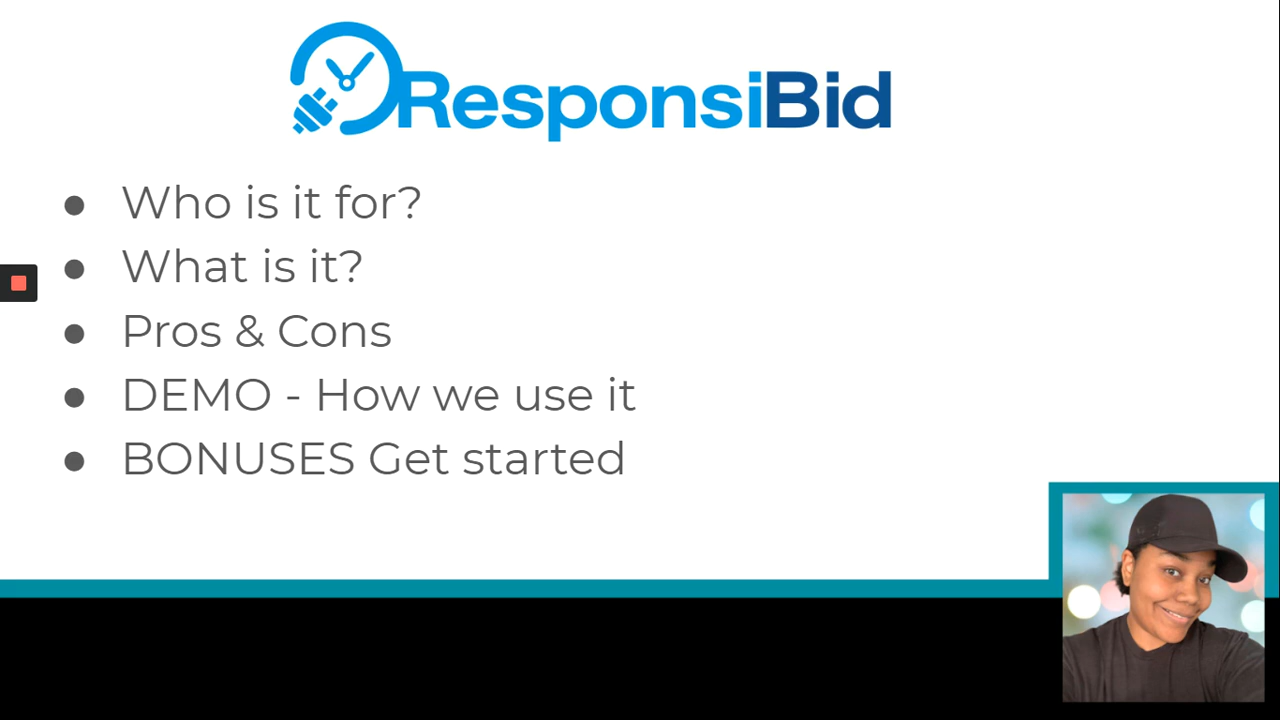 ResponsiBid
● Who is it for?
● What is it?
● Pros & Cons
● DEMO - How we use it
● BONUSES Get started